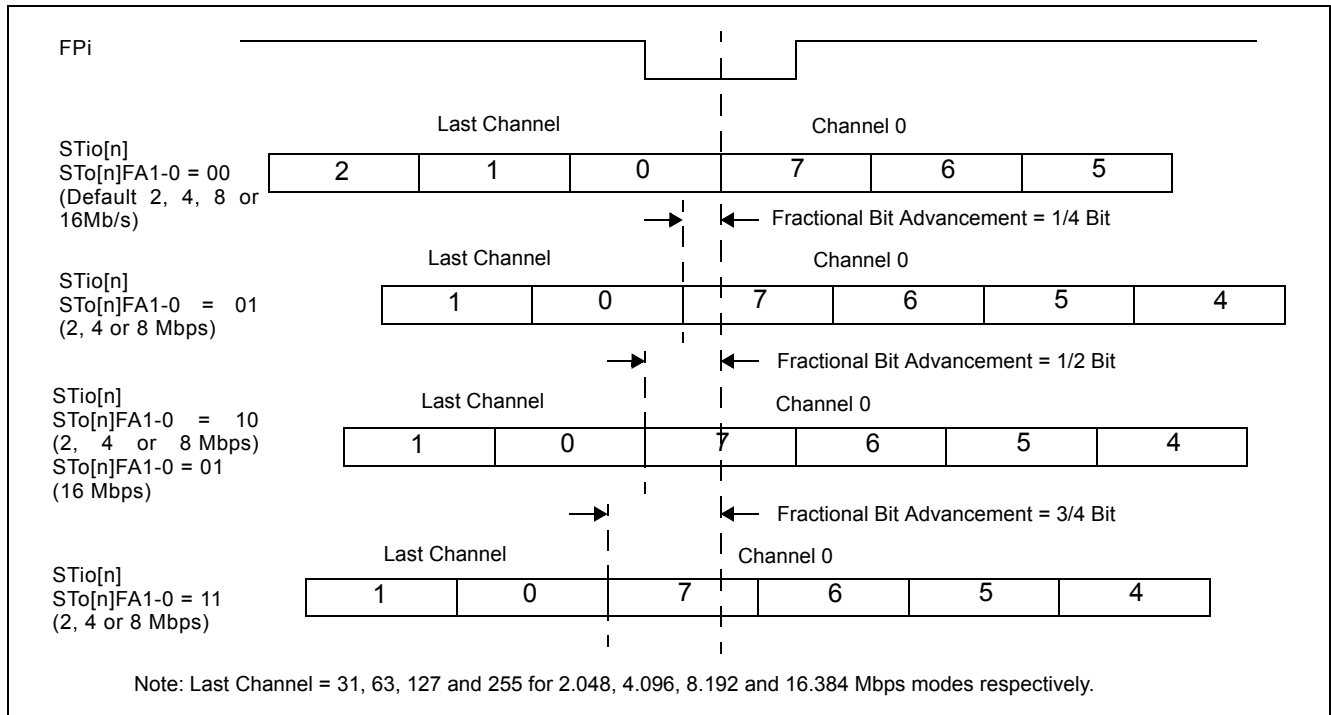 FPi
Last Channel Channel 0
STio[n]
STo[n]FA1-0 = 00
(Default 2, 4, 8 or
16Mb/s)
2 1 0 7 6 5
Fractional Bit Advancement = 1/4 Bit
Last Channel Channel 0
STio[n]
STo[n]FA1-0 = 01
(2, 4 or 8 Mbps)
1 0 7 6 5 4
Fractional Bit Advancement = 1/2 Bit
Last Channel Channel 0
STio[n]
STo[n]FA1-0 = 10
(2, 4 or 8 Mbps)
STo[n]FA1-0 = 01
(16 Mbps)
1 0 7 6 5 4
Fractional Bit Advancement = 3/4 Bit
Last Channel Channel 0
STio[n]
STo[n]FA1-0 = 11
(2, 4 or 8 Mbps)
1 0 7 6 5 4
Note: Last Channel = 31, 63, 127 and 255 for 2.048, 4.096, 8.192 and 16.384 Mbps modes respectively.